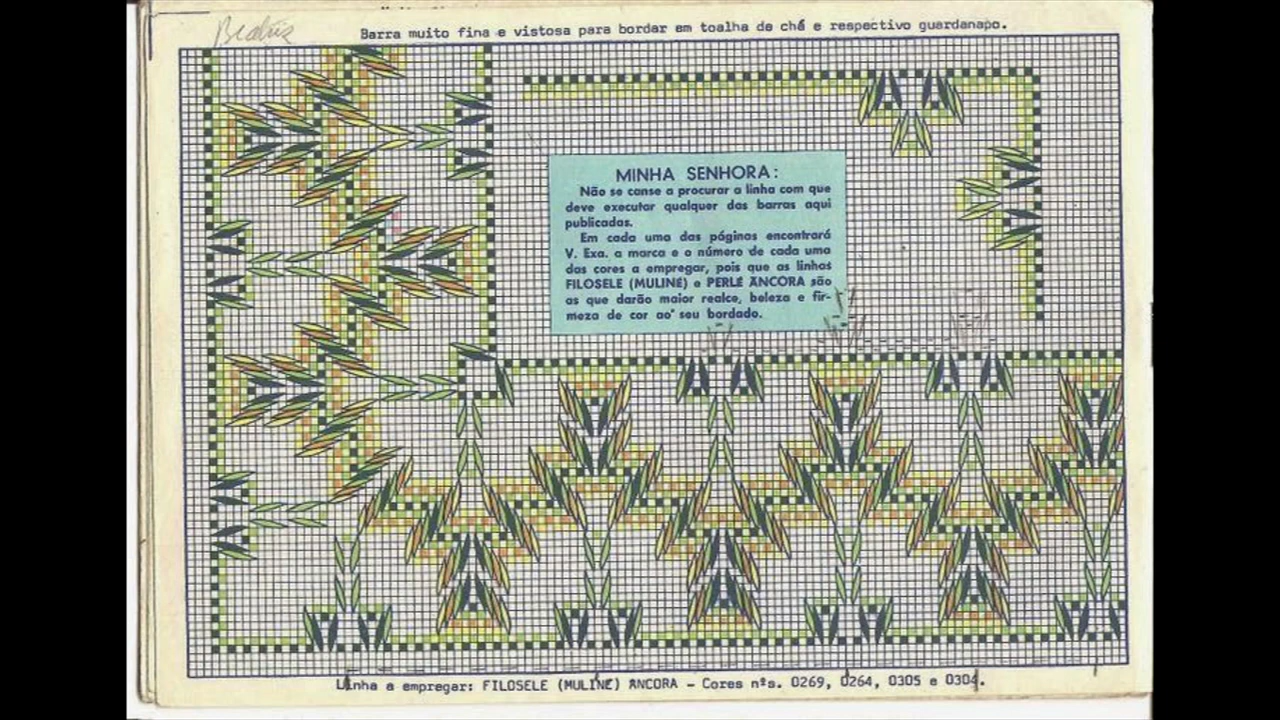 Beatriz
Barra muito fina e vistosa para bordar em toalha de chá e respectivo guardanapo.
MINHA SENHORA:
Não se canse a procurar a linha com que
deve executar qualquer das barras aqui
publicadas.
Em cada uma das páginas encontrará
V. Exa. a marca e o número de cada uma
das cores a empregar, pois que as linhas
FILOSELE (MULINÉ) e PERLÉ ÂNCORA são
as que darão maior realce, beleza e fir-
meza de cor ao seu bordado.
Linha a empregar: FILOSELE (MULINÉ) ÂNCORA - Cores nºs. 0269, 0264, 0305 e 0304.